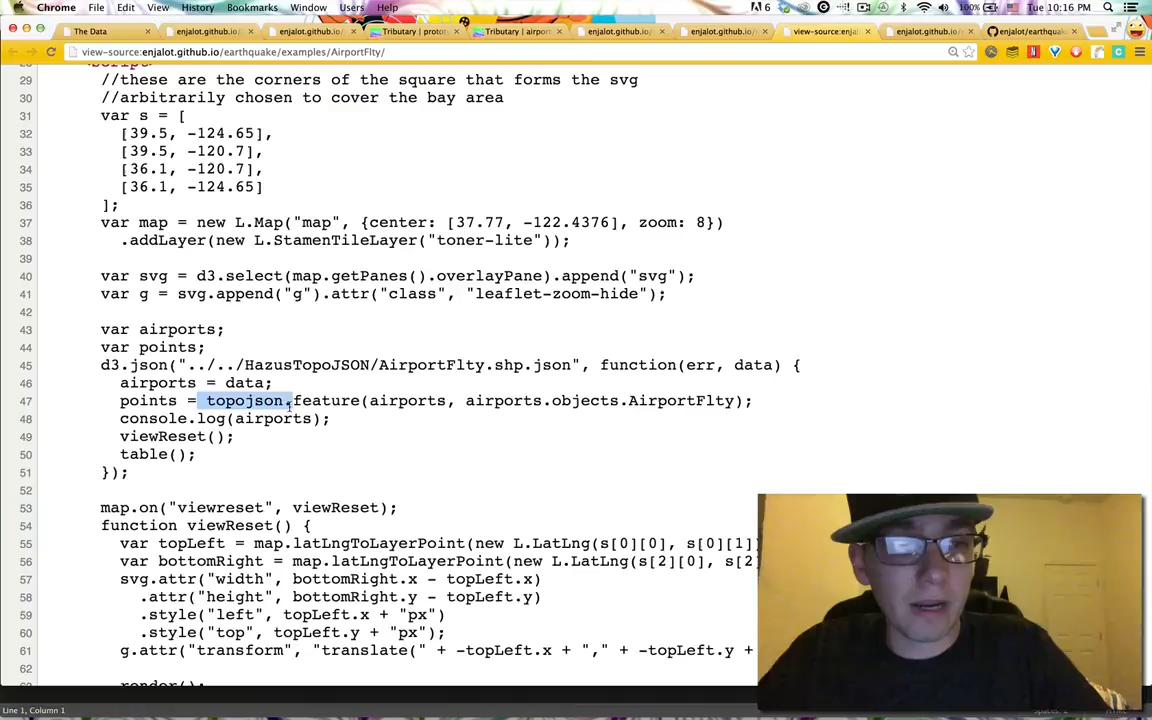 Chrome File Edit View History Bookmarks Window Users Help 6 100% Tue 10:16 PM
The Data enjalot.github.io/ enjalot.github.io/ex Tributary | protot Tributary | airport enjalot.github.io/ex enjalot.github.io/ex view-source:enjal enjalot.github.io/ex enjalot/earthquak
view-source:enjalot.github.io/earthquake/examples/AirportFlty/
29 //these are the corners of the square that forms the svg
30 //arbitrarily chosen to cover the bay area
31 var s = [
32 [39.5, -124.65],
33 [39.5, -120.7],
34 [36.1, -120.7],
35 [36.1, -124.65]
36 ];
37 var map = new L.Map("map", {center: [37.77, -122.4376], zoom: 8})
38 .addLayer(new L.StamenTileLayer("toner-lite"));
39
40 var svg = d3.select(map.getPanes().overlayPane).append("svg");
41 var g = svg.append("g").attr("class", "leaflet-zoom-hide");
42
43 var airports;
44 var points;
45 d3.json("../../HazusTopoJSON/AirportFlty.shp.json", function(err, data) {
46 airports = data;
47 points = topojson.feature(airports, airports.objects.AirportFlty);
48 console.log(airports);
49 viewReset();
50 table();
51 });
52
53 map.on("viewreset", viewReset);
54 function viewReset() {
55 var topLeft = map.latLngToLayerPoint(new L.LatLng(s[0][0], s[0][1])
56 var bottomRight = map.latLngToLayerPoint(new L.LatLng(s[2][0], s[2]
57 svg.attr("width", bottomRight.x - topLeft.x)
58 .attr("height", bottomRight.y - topLeft.y)
59 .style("left", topLeft.x + "px")
60 .style("top", topLeft.y + "px");
61 g.attr("transform", "translate(" + -topLeft.x + "," + -topLeft.y +
62
render();
Line 1, Column 1